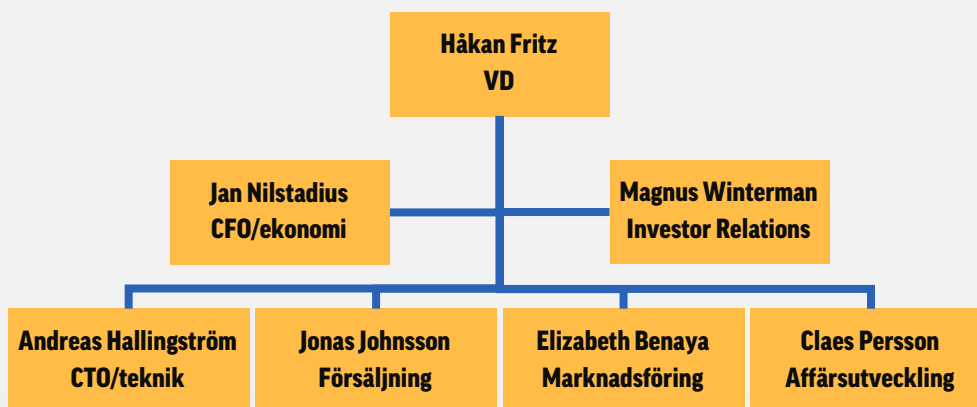 Håkan Fritz
VD
Jan Nilstadius
CFO/ekonomi
Magnus Winterman
Investor Relations
Andreas Hallingström
CTO/teknik
Jonas Johnsson
Försäljning
Elizabeth Benaya
Marknadsföring
Claes Persson
Affärsutveckling